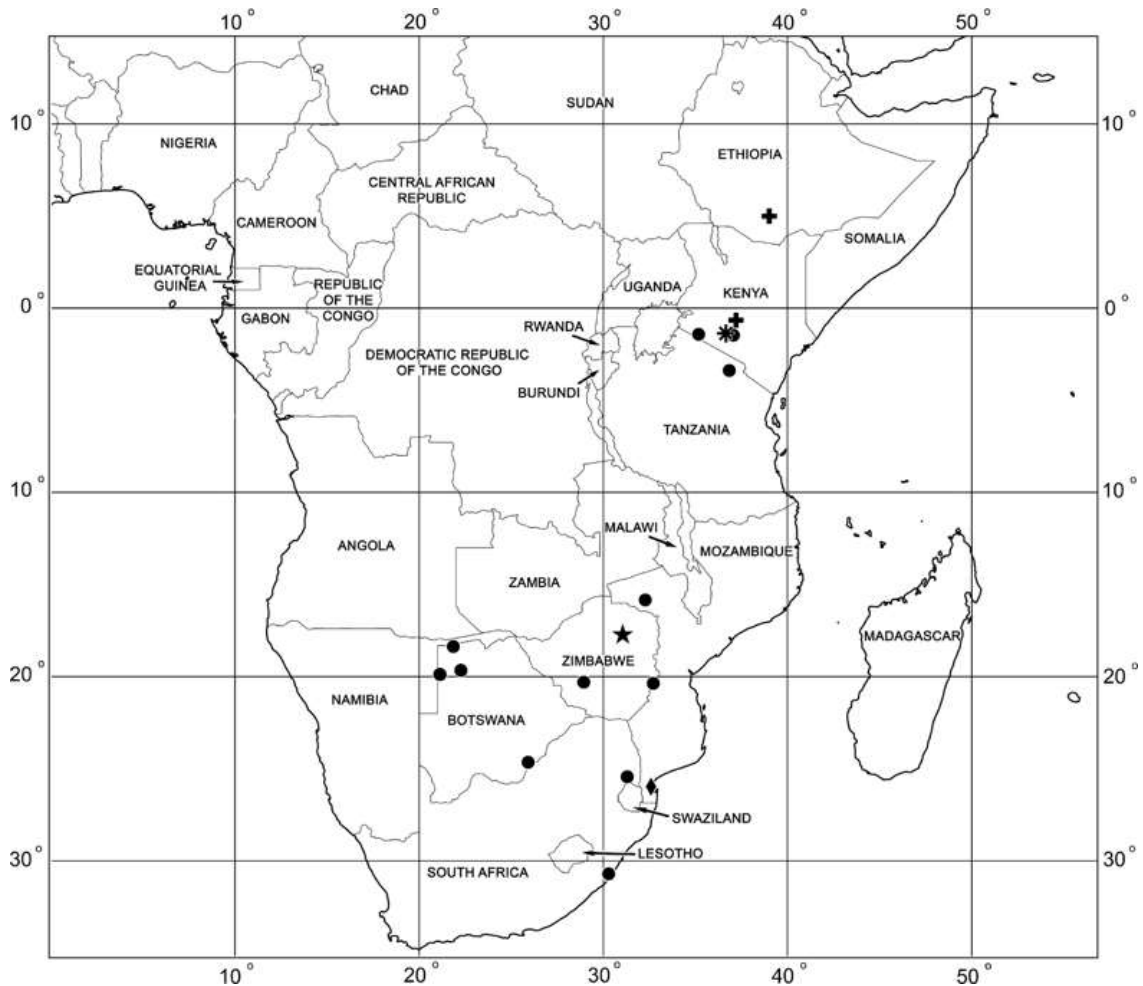 10° 20° 30° 40° 50°
CHAD
SUDAN
10° 10°
NIGERIA
ETHIOPIA
CENTRAL AFRICAN
REPUBLIC
CAMEROON
SOMALIA
EQUATORIAL
GUINEA
REPUBLIC
OF THE
CONGO
UGANDA
KENYA
0° 0°
GABON
RWANDA
DEMOCRATIC REPUBLIC
OF THE CONGO
BURUNDI
TANZANIA
10° 10°
MALAWI
ANGOLA
MOZAMBIQUE
ZAMBIA
MADAGASCAR
ZIMBABWE
20° 20°
NAMIBIA
BOTSWANA
SWAZILAND
LESOTHO
30° 30°
SOUTH AFRICA
10° 20° 30° 40° 50°